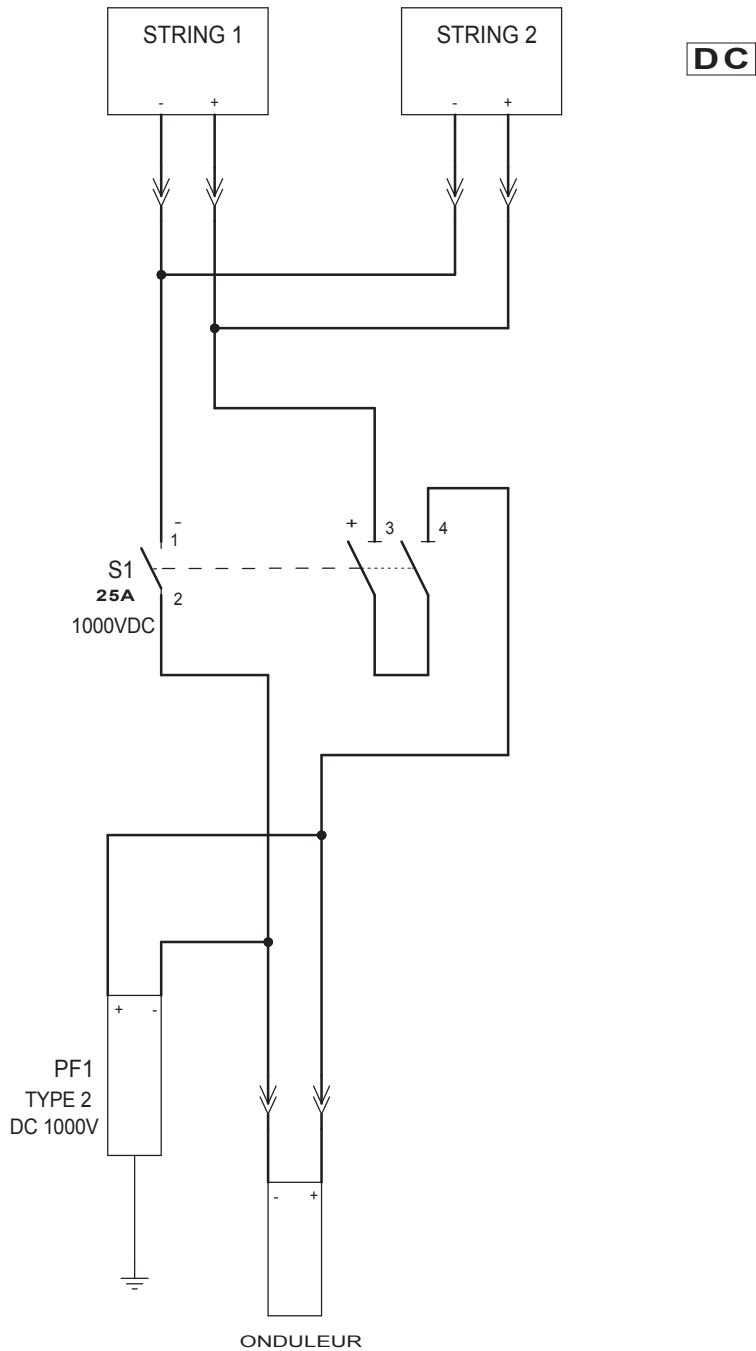 STRING 1
STRING 2
DC
- +
- +
-
1
+ 3 4
S1
25A
2
1000VDC
+ -
PF1
TYPE 2
DC 1000V
- +
ONDULEUR